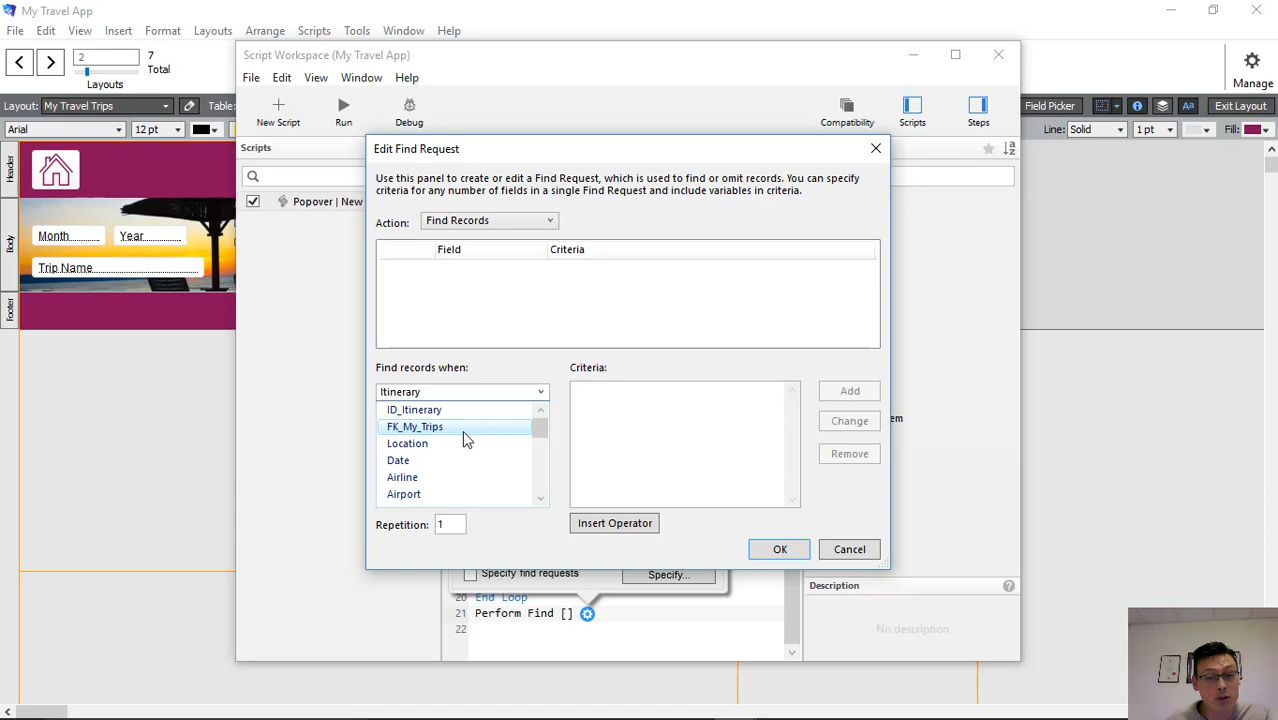 My Travel App
File Edit View Insert Format Layouts Arrange Scripts Tools Window Help
2
7
Total
Layouts
Manage
Layout: My Travel Trips
Table:
Field Picker
Aa
Exit Layout
Arial
12 pt
Line: Solid
1 pt
Fill:
Header
Body
Footer
Month
Year
Trip Name
Script Workspace (My Travel App)
File Edit View Window Help
New Script
Run
Debug
Compatibility
Scripts
Steps
Scripts
Popover | New
Edit Find Request
Use this panel to create or edit a Find Request, which is used to find or omit records. You can specify
criteria for any number of fields in a single Find Request and include variables in criteria.
Action: Find Records
Field
Criteria
Find records when:
Criteria:
Itinerary
ID_Itinerary
FK_My_Trips
Location
Date
Airline
Airport
Add
Change
Remove
Repetition: 1
Insert Operator
OK
Cancel
em
Specify find requests
Specify...
20 End Loop
21 Perform Find []
22
Description
No description